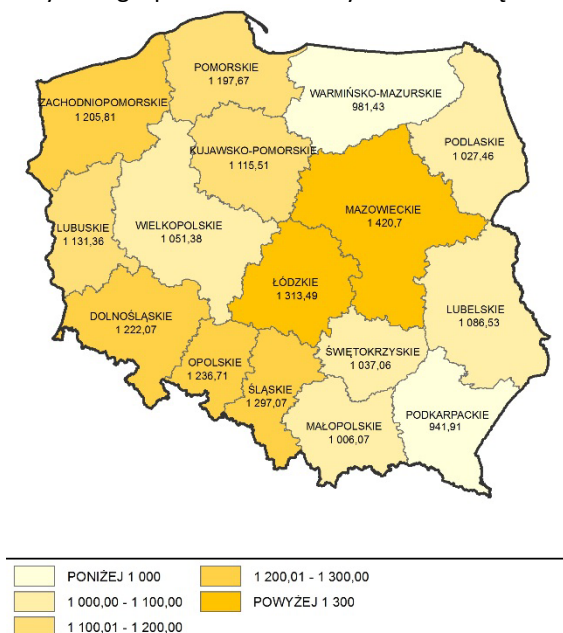 POMORSKIE
1 197,67
ZACHODNIOPOMORSKIE
1 205,81
WARMIŃSKO-MAZURSKIE
981,43
KUJAWSKO-POMORSKIE
1 115,51
PODLASKIE
1 027,46
MAZOWIECKIE
1 420,7
LUBUSKIE
1 131,36
WIELKOPOLSKIE
1 051,38
ŁÓDZKIE
1 313,49
LUBELSKIE
1 086,53
DOLNOŚLĄSKIE
1 222,07
OPOLSKIE
1 236,71
ŚLĄSKIE
1 297,07
ŚWIĘTOKRZYSKIE
1 037,06
MAŁOPOLSKIE
1 006,07
PODKARPACKIE
941,91
PONIŻEJ 1 000
1 000,00 - 1 100,00
1 100,01 - 1 200,00
1 200,01 - 1 300,00
POWYŻEJ 1 300